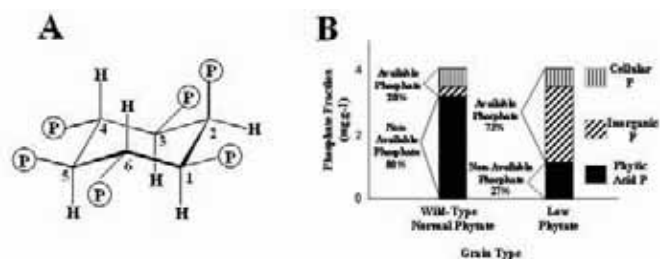 A
H
P
H
P
H
P
4
3
2
H
P
P
5
6
H
1
P
H
H
B
Phosphate Fraction
(mg.g-1)
4
2
0
Available
Phosphate
20%
Non-
Available
Phosphate
80%
Available
Phosphate
73%
Non-Available
Phosphate
27%
Wild-Type
Normal Phytate
Low
Phytate
Grain Type
Cellular
P
Inorganic
P
Phytic
Acid P